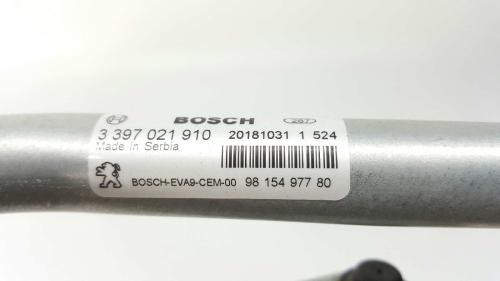 BOSCH 267
3 397 021 910 20181031 1 524
Made in Serbia
BOSCH-EVA9-CEM-00 98 154 977 80